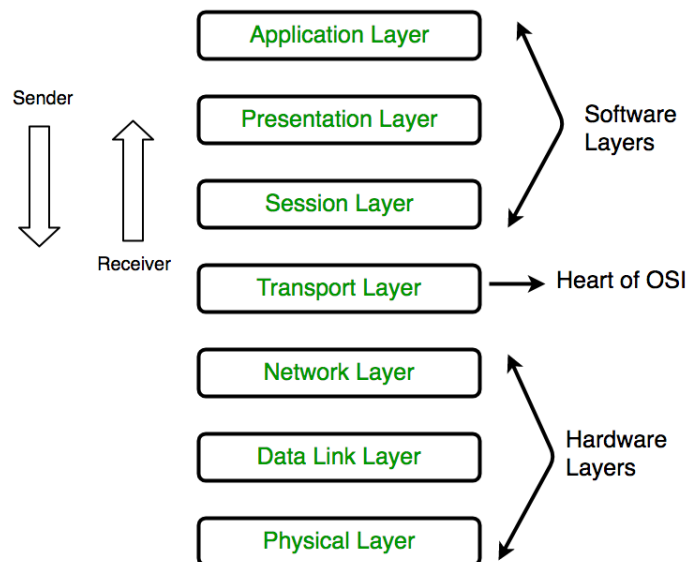 Application Layer
Sender
Presentation Layer
Software
Layers
Session Layer
Receiver
Transport Layer
Heart of OSI
Network Layer
Data Link Layer
Hardware
Layers
Physical Layer